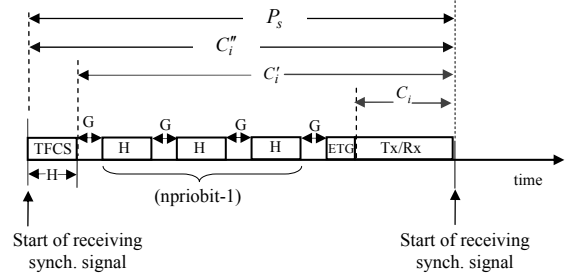 P_s
C_i''
C_i'
C_i
G G G G
TFCS H H H ETG Tx/Rx
H
(npriobit-1)
time
Start of receiving
synch. signal
Start of receiving
synch. signal